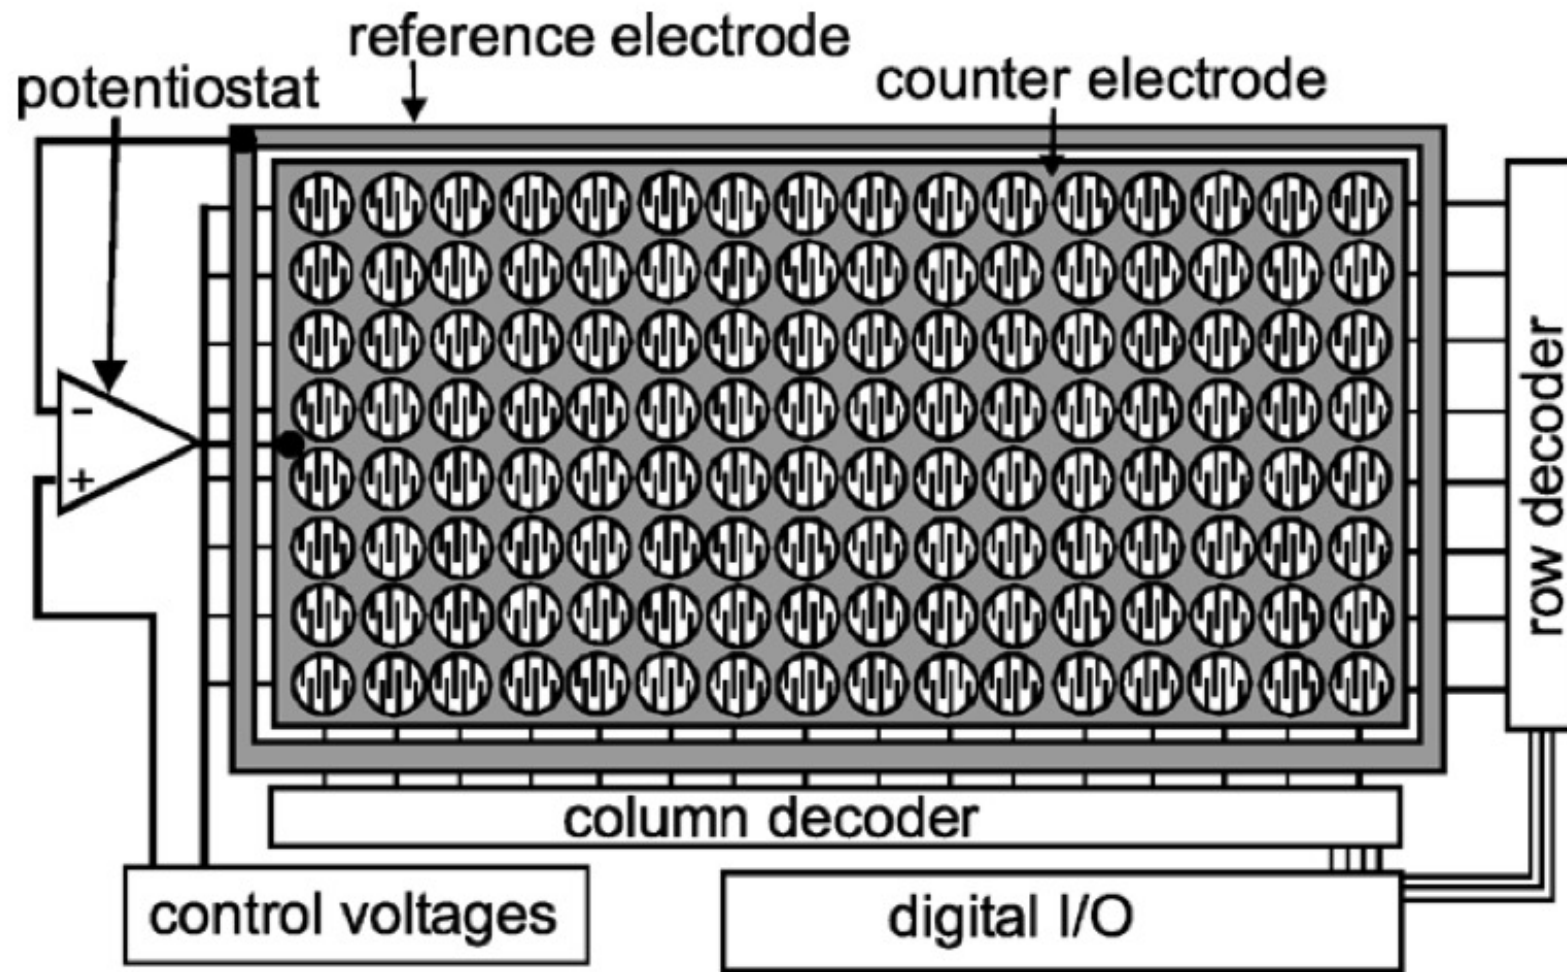 reference electrode
potentiostat
counter electrode
-
+
row decoder
column decoder
control voltages
digital I/O